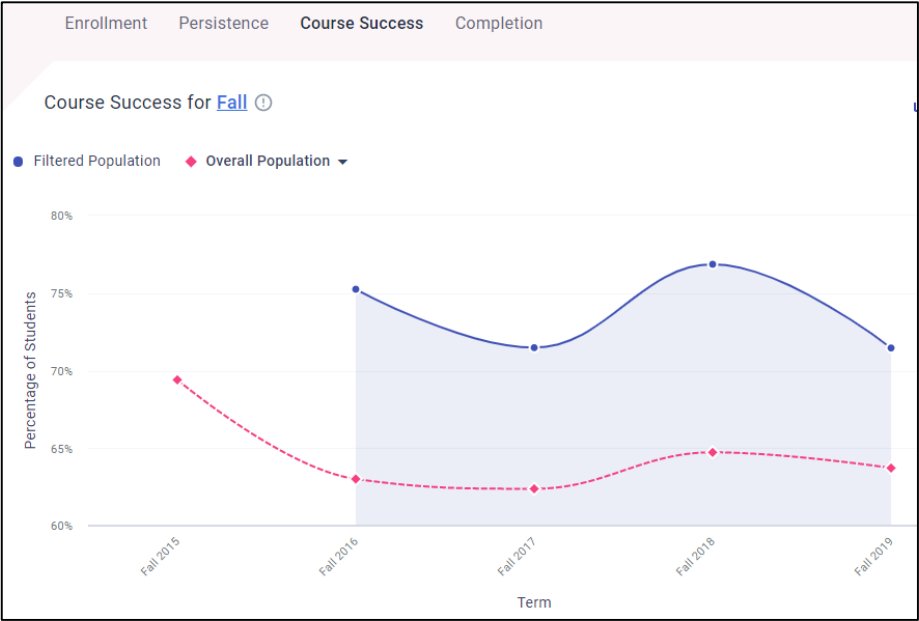 Enrollment Persistence Course Success Completion
Course Success for Fall
Filtered Population Overall Population
80%
75%
70%
65%
60%
Percentage of Students
Fall 2015 Fall 2016 Fall 2017 Fall 2018 Fall 2019
Term